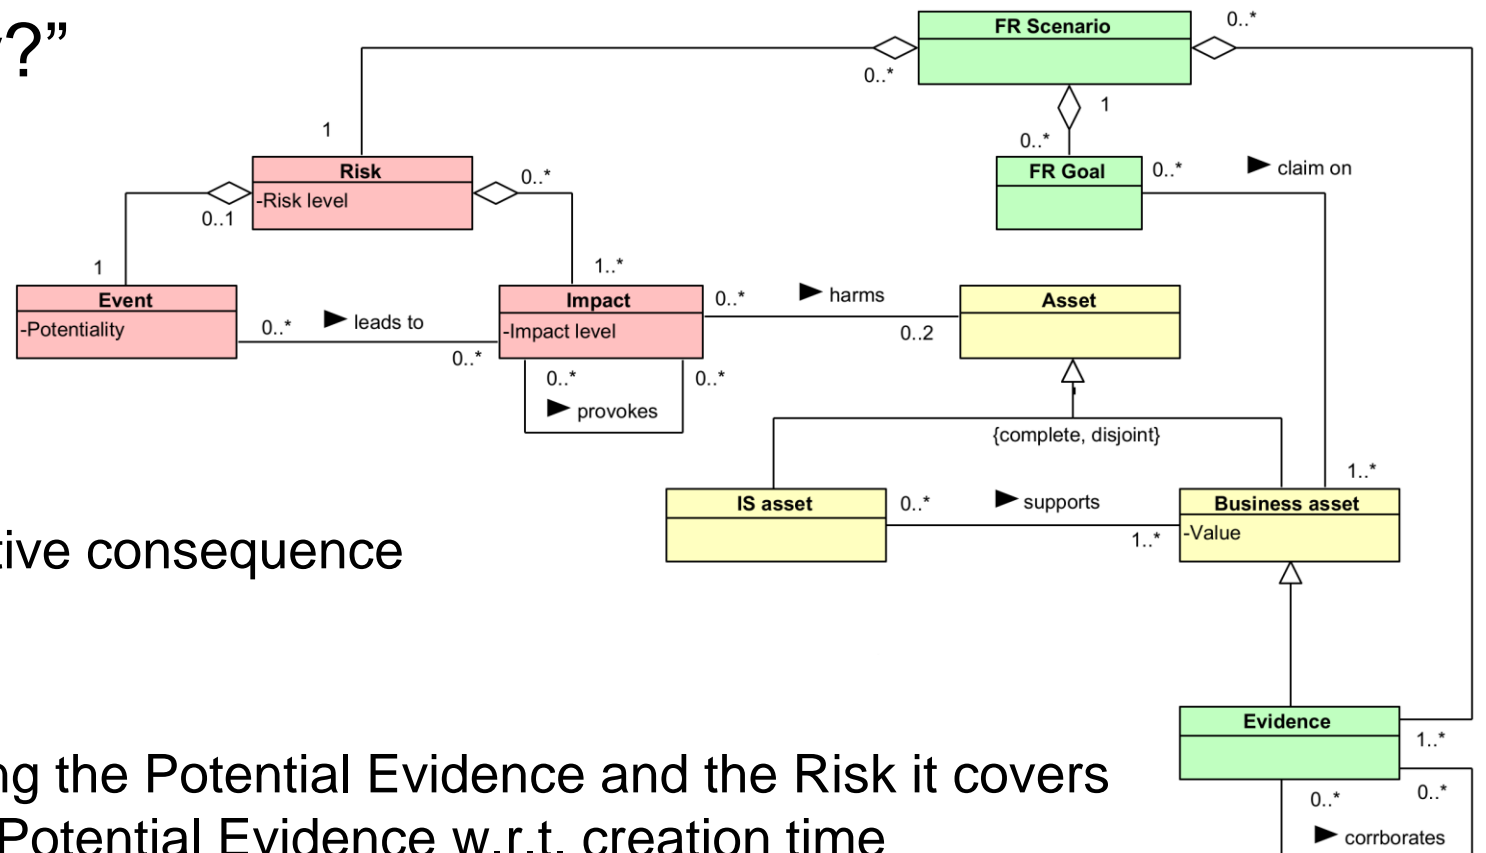 ?”
FR Scenario
0..*
0..*
1
0..*
1
Risk
-Risk level
0..*
FR Goal
0..*
claim on
0..1
1
1..*
Event
-Potentiality
0..*
leads to
0..*
Impact
-Impact level
0..*
harms
0..2
Asset
0..*
0..*
provokes
{complete, disjoint}
1..*
IS asset
0..*
supports
1..*
Business asset
-Value
tive consequence
Evidence
1..*
ng the Potential Evidence and the Risk it covers
0..*
0..*
Potential Evidence w.r.t. creation time
corrborates